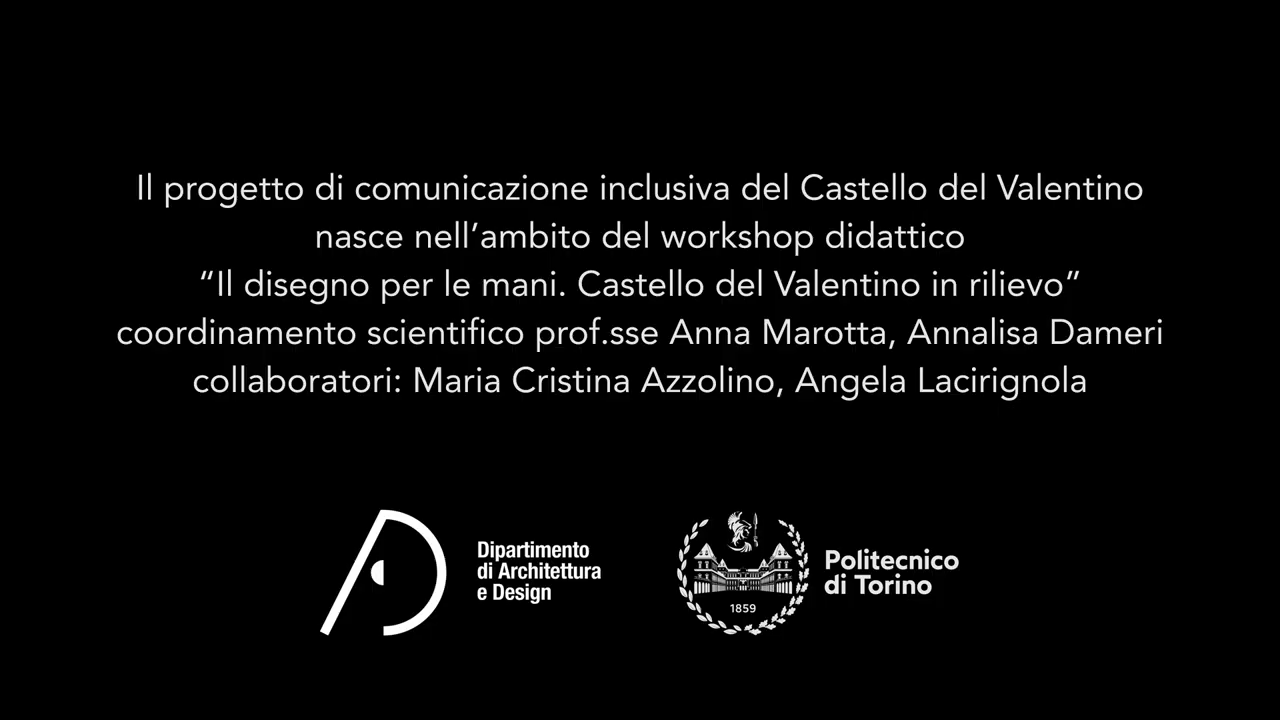 Il progetto di comunicazione inclusiva del Castello del Valentino
nasce nell’ambito del workshop didattico
“Il disegno per le mani. Castello del Valentino in rilievo”
coordinamento scientifico prof.sse Anna Marotta, Annalisa Dameri
collaboratori: Maria Cristina Azzolino, Angela Lacirignola
Dipartimento
di Architettura
e Design
1859
Politecnico
di Torino